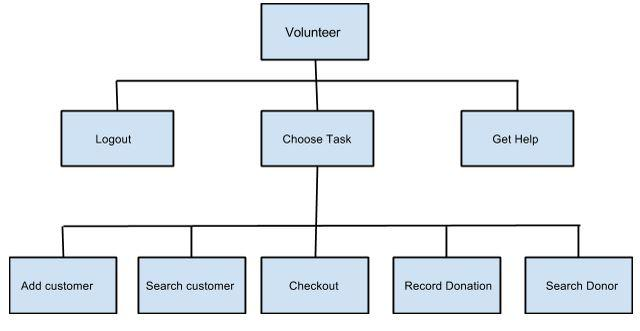 Volunteer
Logout
Choose Task
Get Help
Add customer
Search customer
Checkout
Record Donation
Search Donor